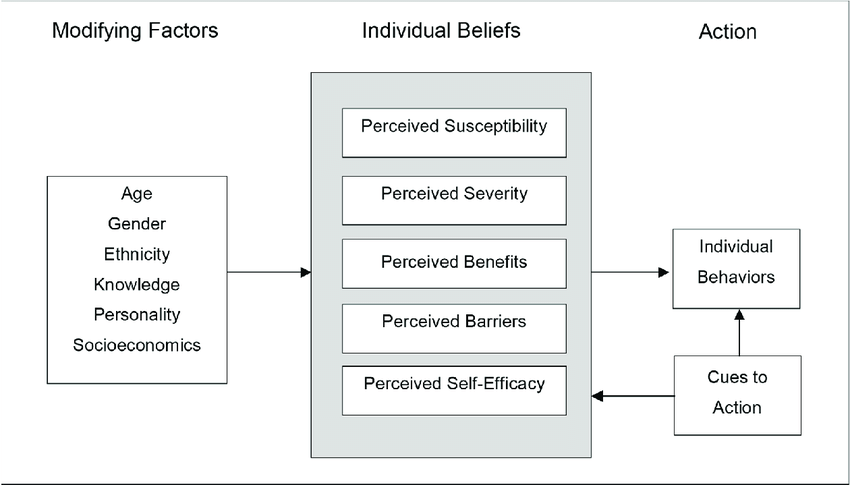 Modifying Factors
Individual Beliefs
Action
Age
Gender
Ethnicity
Knowledge
Personality
Socioeconomics
Perceived Susceptibility
Perceived Severity
Perceived Benefits
Perceived Barriers
Perceived Self-Efficacy
Individual
Behaviors
Cues to
Action